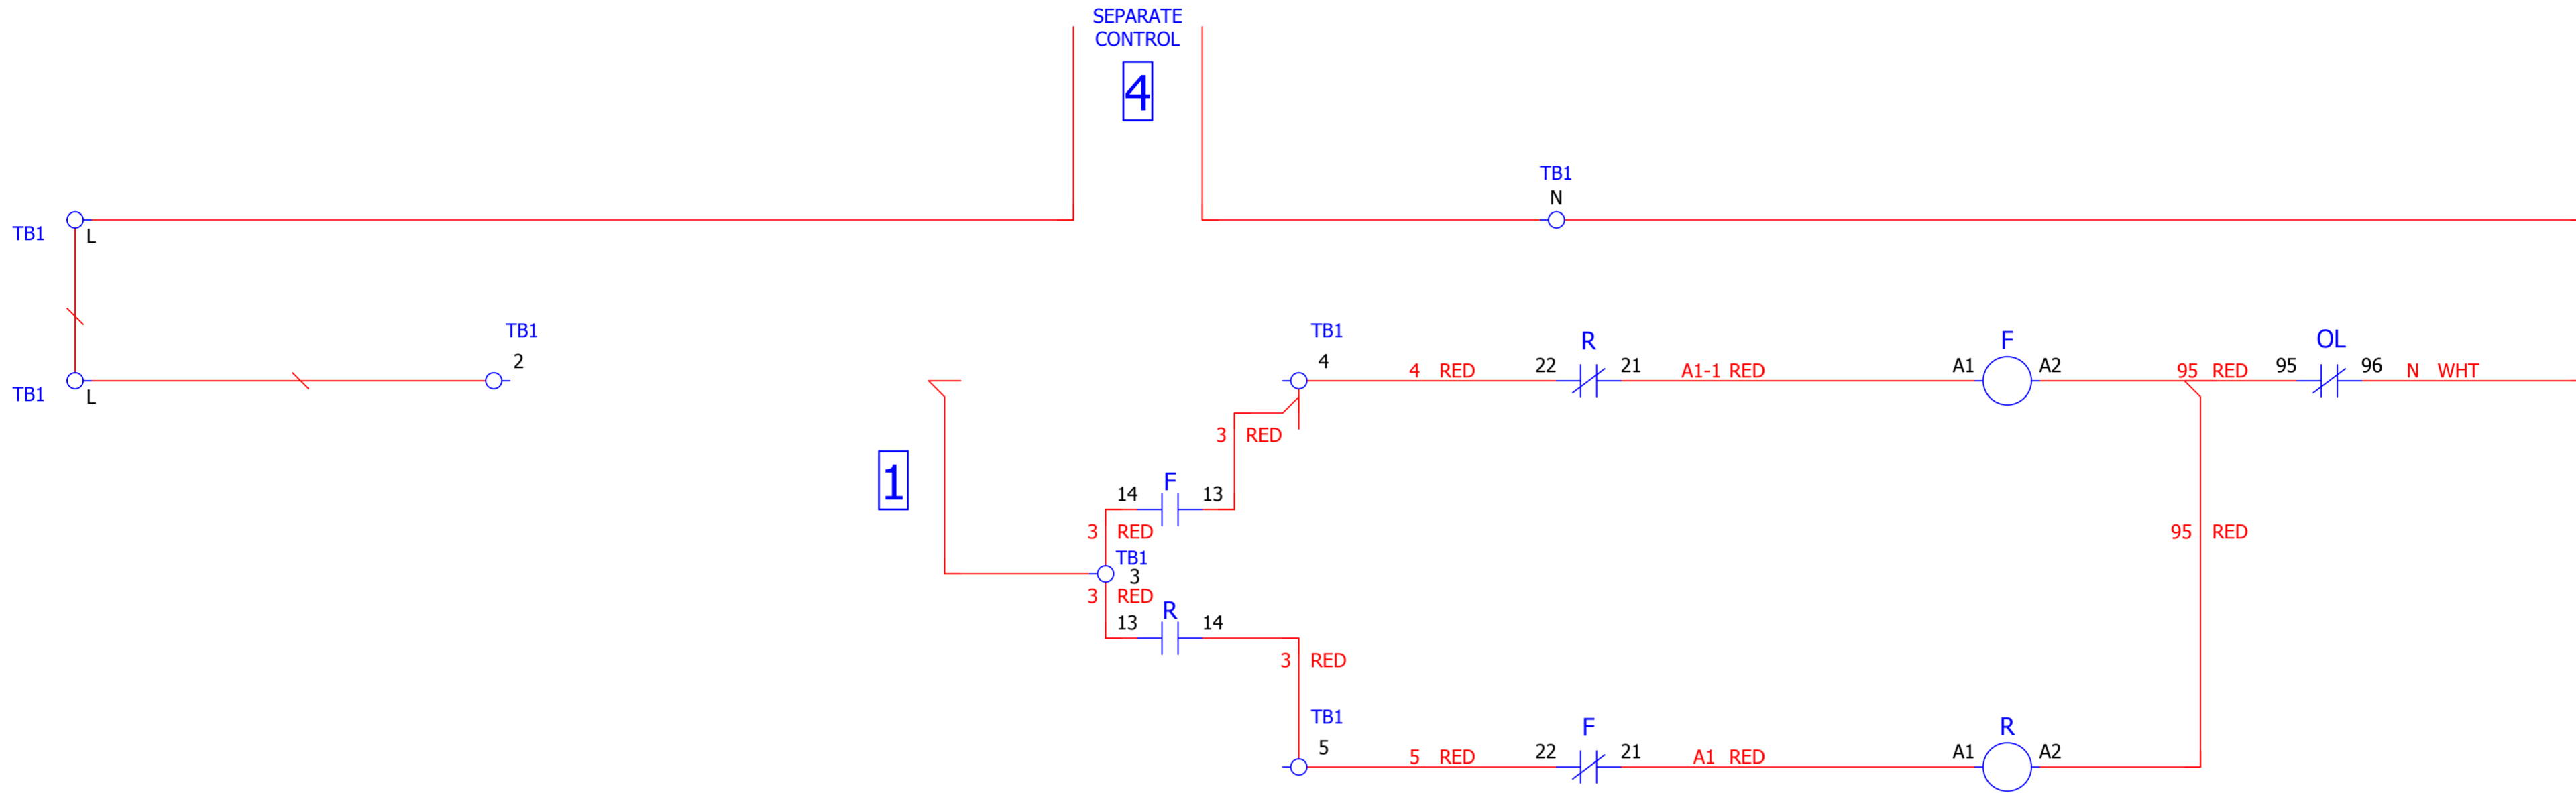 SEPARATE
CONTROL
4
TB1
N
TB1
L
TB1
2
TB1
L
TB1
4
4 RED
22
R
21
A1-1 RED
A1
F
A2
95 RED
95
OL
96
N WHT
3 RED
1
14
F
13
3 RED
TB1
3
3 RED
13
R
14
3 RED
95 RED
TB1
5
5 RED
22
F
21
A1 RED
A1
R
A2